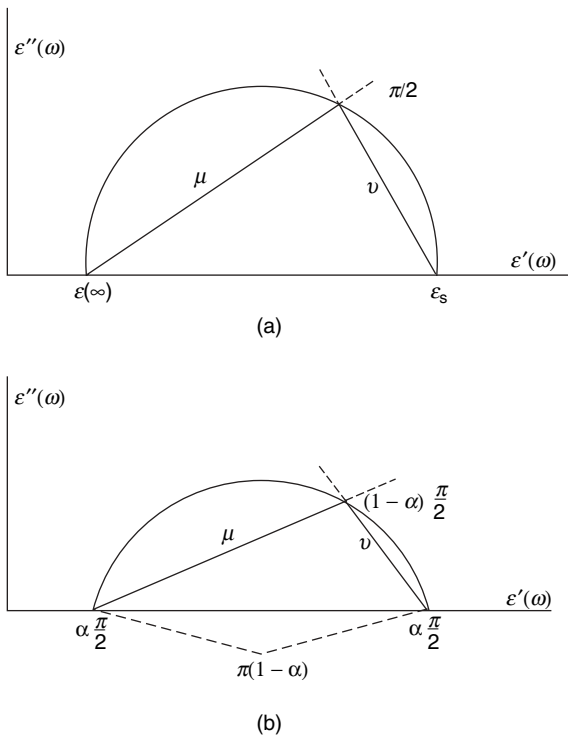 ε′′(ω)
π/2
μ
υ
ε′(ω)
ε(∞)
εₛ
(a)
ε′′(ω)
(1 − α) π/2
μ
υ
ε′(ω)
α π/2
α π/2
π(1 − α)
(b)